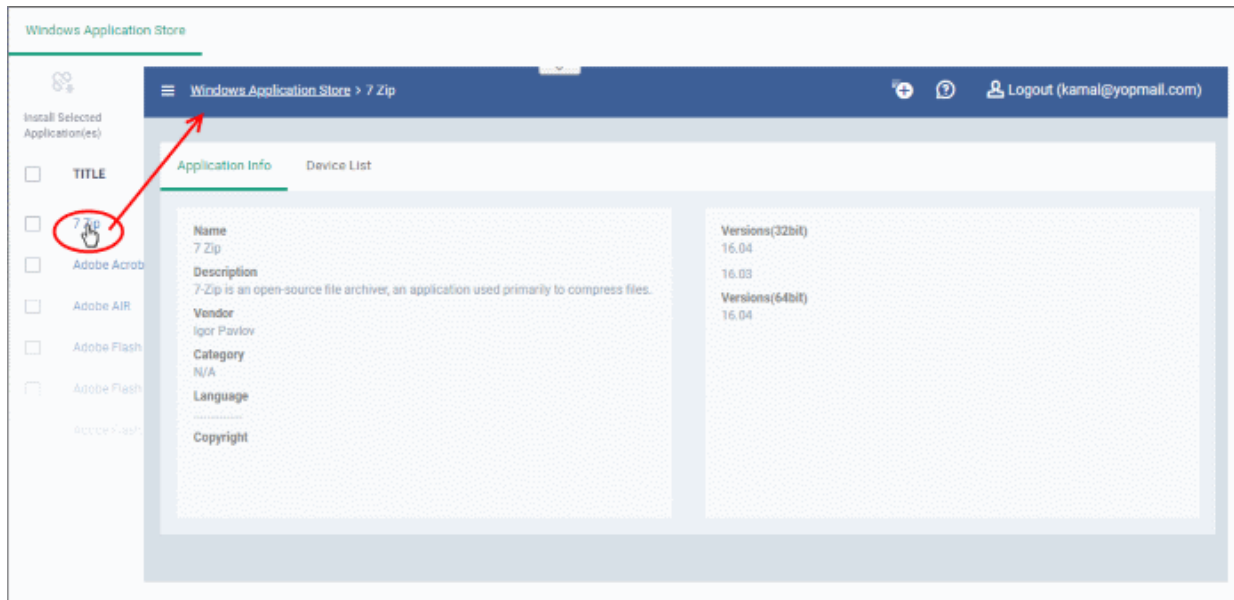 Windows Application Store
Install Selected
Application(es)
TITLE
7 Zip
Adobe Acrob
Adobe AIR
Adobe Flash
Adobe Flash
Adobe Flash
Windows Application Store > 7 Zip
Logout (kamal@yopmail.com)
Application Info
Device List
Name
7 Zip
Description
7-Zip is an open-source file archiver, an application used primarily to compress files.
Vendor
Igor Pavlov
Category
N/A
Language
Copyright
Versions(32bit)
16.04
16.03
Versions(64bit)
16.04